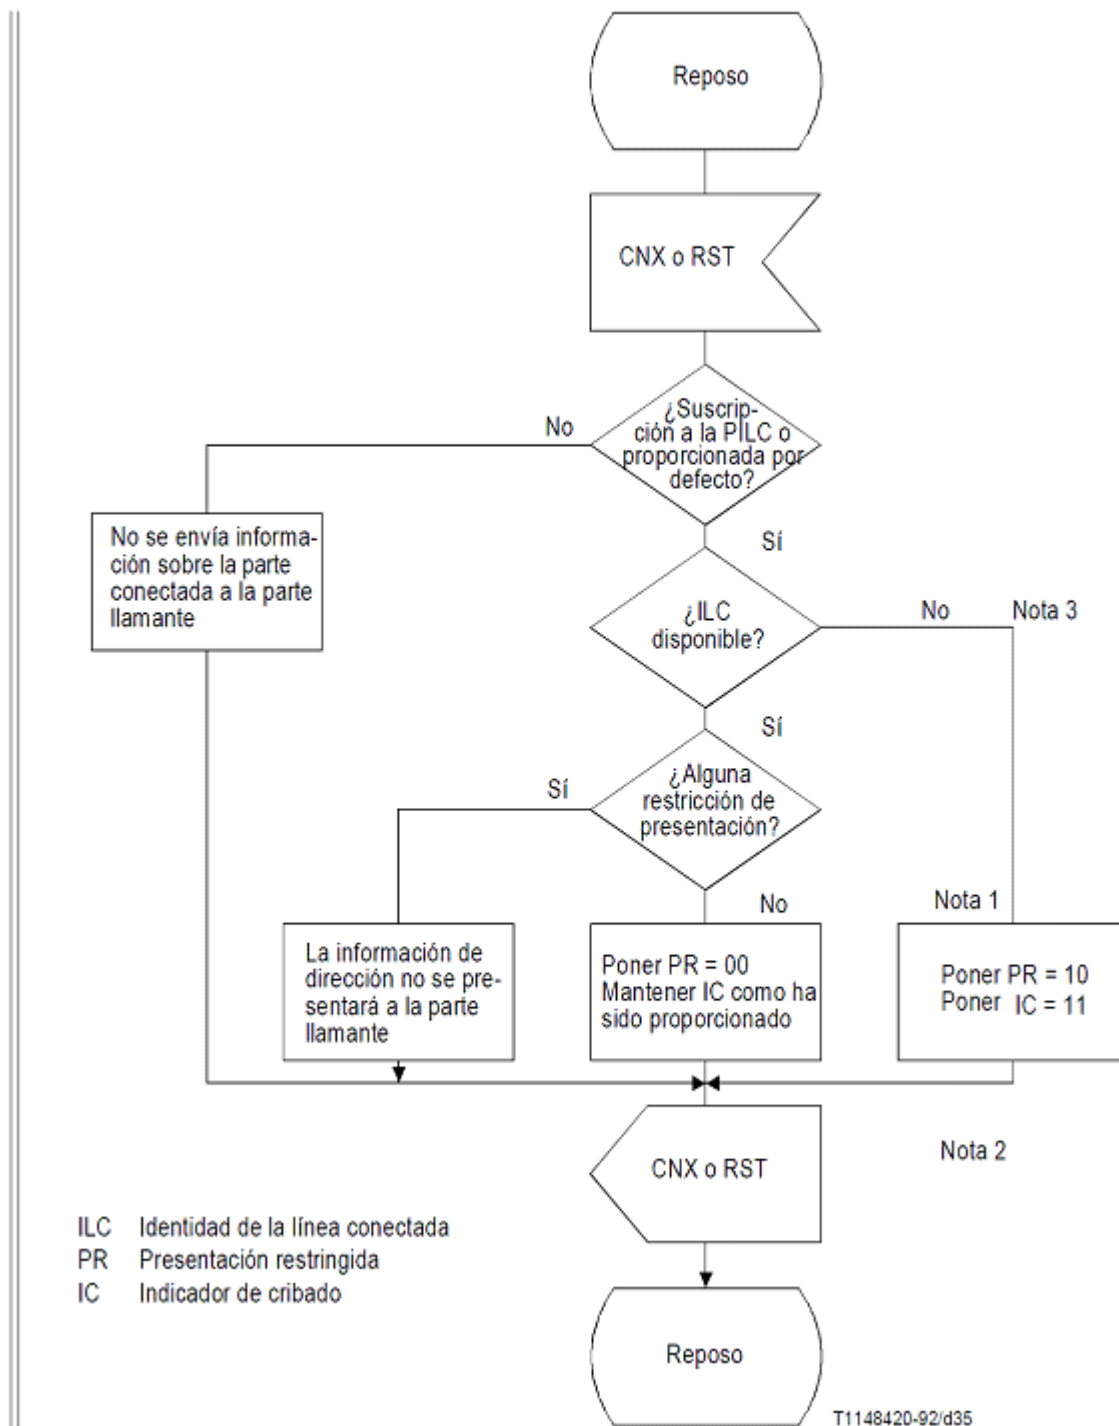 Reposo
CNX o RST
¿Suscrip-
ción a la PILC o
proporcionada por
defecto?
No
Sí
No se envía informa-
ción sobre la parte
conectada a la parte
llamante
¿ILC
disponible?
No
Nota 3
Sí
¿Alguna
restricción de
presentación?
Sí
No
Nota 1
La información de
dirección no se pre-
sentará a la parte
llamante
Poner PR = 00
Mantener IC como ha
sido proporcionado
Poner PR = 10
Poner IC = 11
CNX o RST
Nota 2
ILC Identidad de la línea conectada
PR Presentación restringida
IC Indicador de cribado
Reposo
T1148420-92/d35